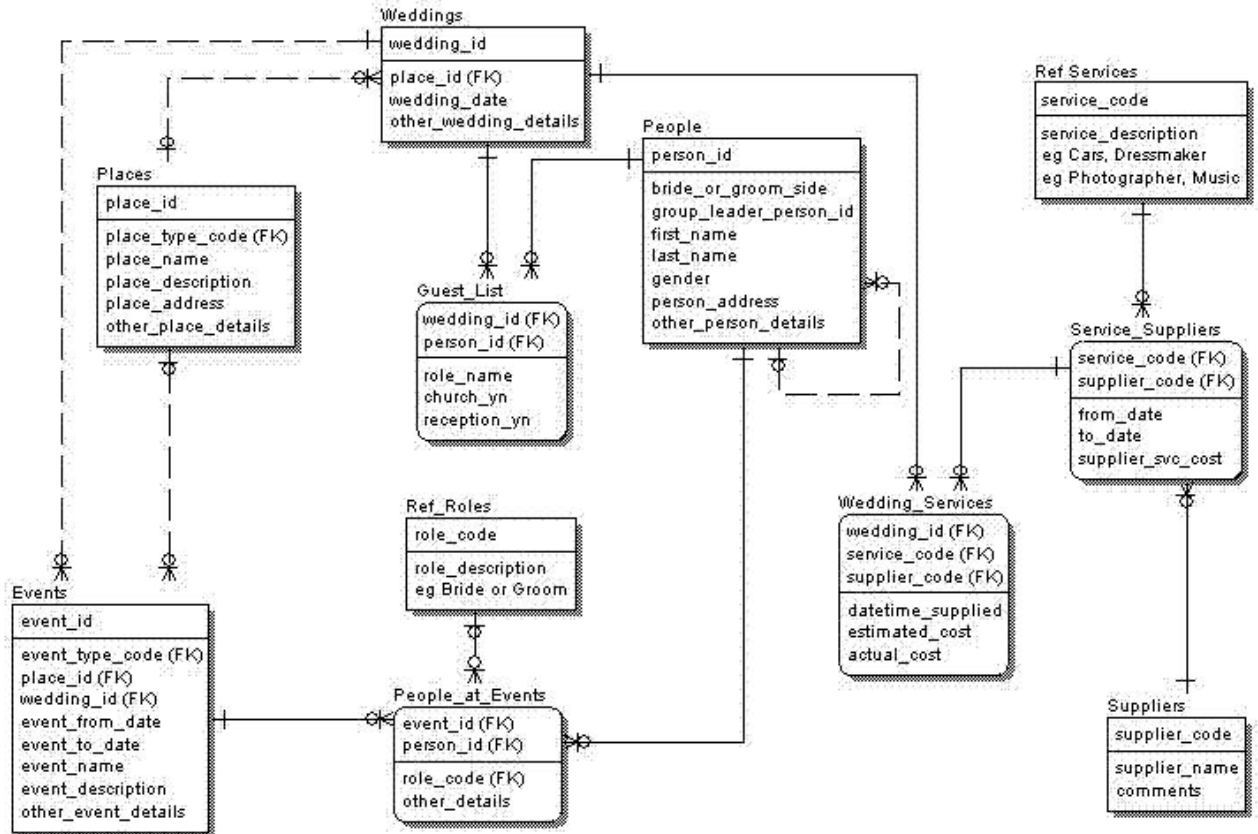 Weddings
wedding_id
place_id (FK)
wedding_date
other_wedding_details
Ref Services
service_code
service_description
eg Cars, Dressmaker
eg Photographer, Music
People
person_id
bride_or_groom_side
group_leader_person_id
first_name
last_name
gender
person_address
other_person_details
Places
place_id
place_type_code (FK)
place_name
place_description
place_address
other_place_details
Guest_List
wedding_id (FK)
person_id (FK)
role_name
church_yn
reception_yn
Service_Suppliers
service_code (FK)
supplier_code (FK)
from_date
to_date
supplier_svc_cost
Ref_Roles
role_code
role_description
eg Bride or Groom
Wedding_Services
wedding_id (FK)
service_code (FK)
supplier_code (FK)
datetime_supplied
estimated_cost
actual_cost
Events
event_id
event_type_code (FK)
place_id (FK)
wedding_id (FK)
event_from_date
event_to_date
event_name
event_description
other_event_details
People_at_Events
event_id (FK)
person_id (FK)
role_code (FK)
other_details
Suppliers
supplier_code
supplier_name
comments